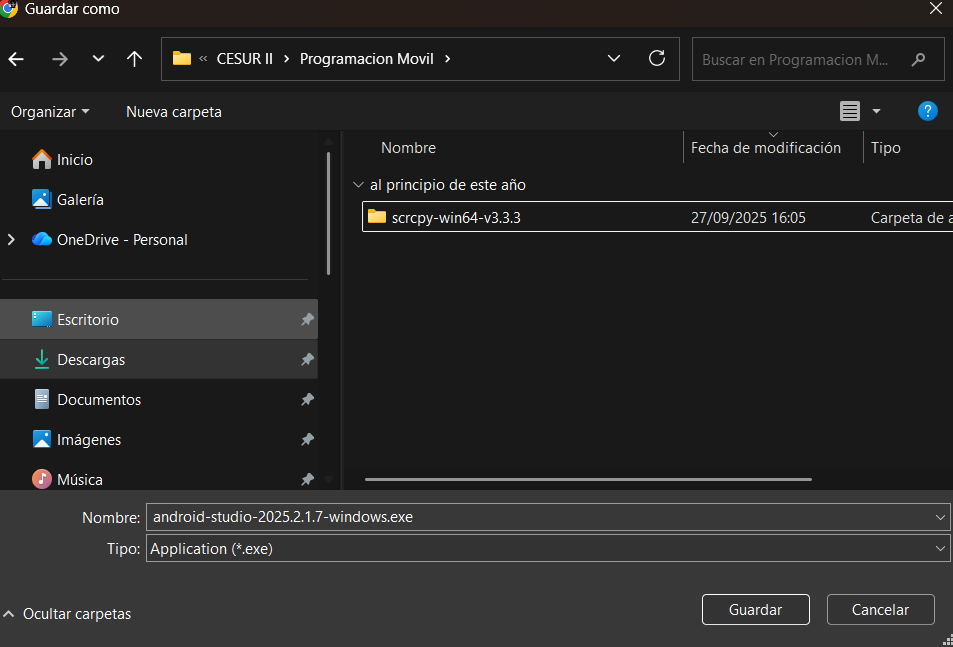 Guardar como
« CESUR II > Programacion Movil >
Buscar en Programacion M...
Organizar
Nueva carpeta
?
Inicio
Galería
OneDrive - Personal
Escritorio
Descargas
Documentos
Imágenes
Música
Nombre
Fecha de modificación
Tipo
al principio de este año
scrcpy-win64-v3.3.3
27/09/2025 16:05
Carpeta de a
Nombre: android-studio-2025.2.1.7-windows.exe
Tipo: Application (*.exe)
Ocultar carpetas
Guardar
Cancelar